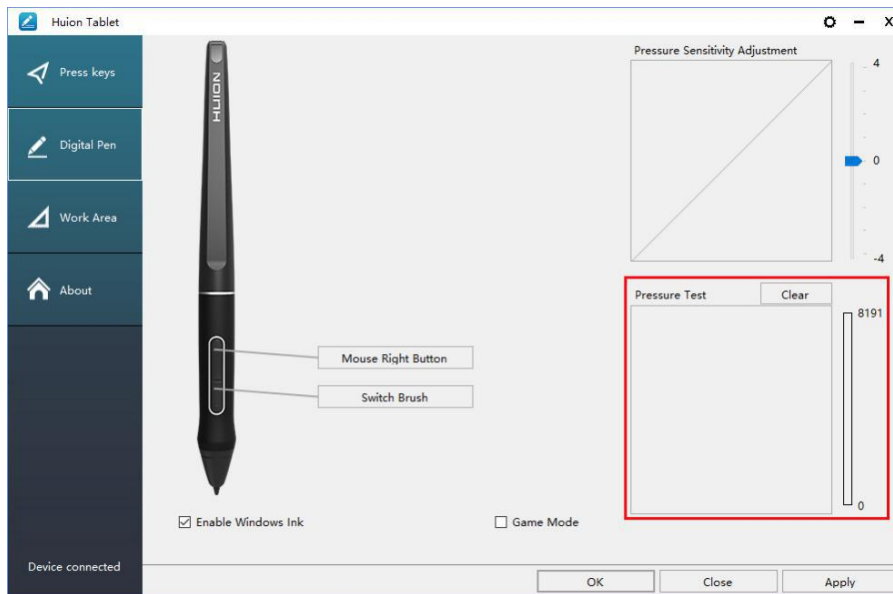 Huion Tablet
X
Press keys
Digital Pen
Work Area
About
Device connected
HUION
Mouse Right Button
Switch Brush
Enable Windows Ink
Game Mode
Pressure Sensitivity Adjustment
4
0
-4
Pressure Test
Clear
8191
0
OK
Close
Apply